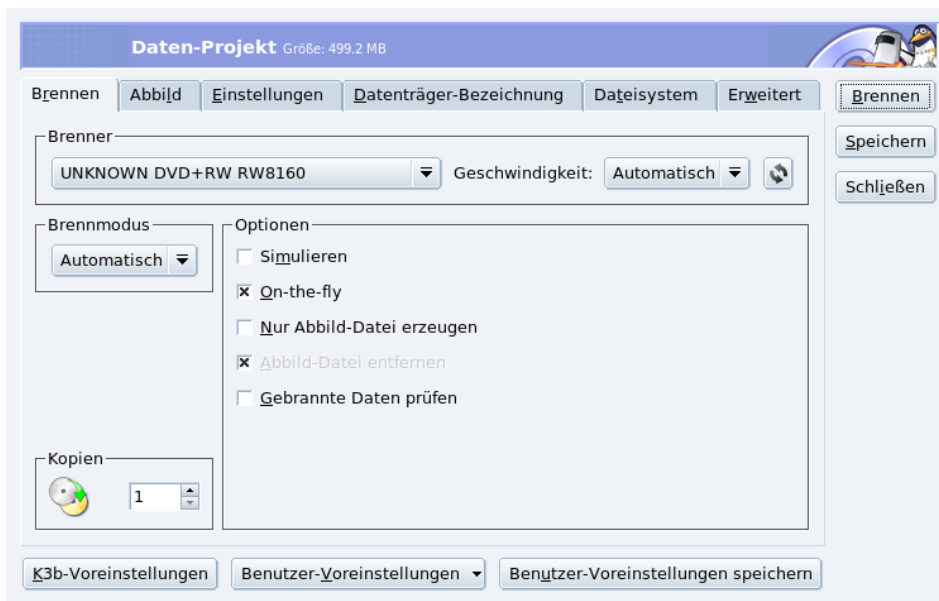 Daten-Projekt Größe: 499.2 MB
Brennen Abbild Einstellungen Datenträger-Bezeichnung Dateisystem Erweitert
Brennen
Speichern
Schließen
Brenner
UNKNOWN DVD+RW RW8160 Geschwindigkeit: Automatisch
Brennmodus
Automatisch
Optionen
Simulieren
On-the-fly
Nur Abbild-Datei erzeugen
Abbild-Datei entfernen
Gebrannte Daten prüfen
Kopien
1
K3b-Voreinstellungen Benutzer-Voreinstellungen Benutzer-Voreinstellungen speichern